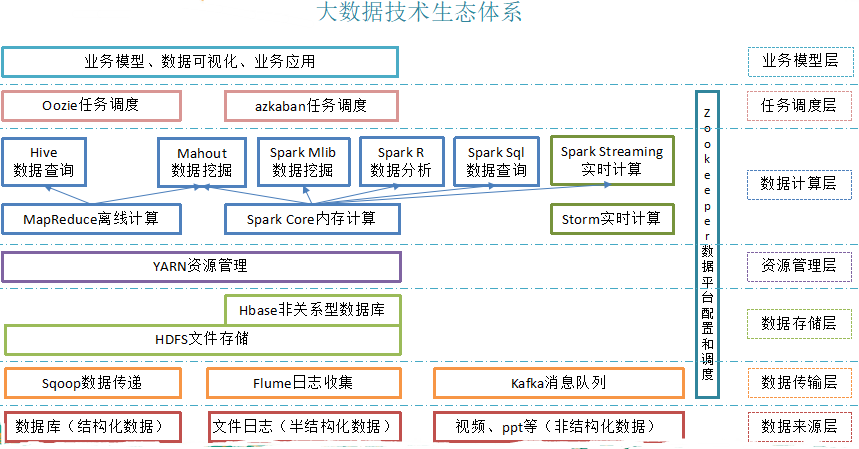 大数据技术生态体系
业务模型、数据可视化、业务应用
业务模型层
Oozie任务调度
azkaban任务调度
任务调度层
Hive
数据查询
Mahout
数据挖掘
Spark Mlib
数据挖掘
Spark R
数据分析
Spark Sql
数据查询
Spark Streaming
实时计算
数据计算层
MapReduce离线计算
Spark Core内存计算
Storm实时计算
Zookeeper数据平台配置和调度
YARN资源管理
资源管理层
Hbase非关系型数据库
HDFS文件存储
数据存储层
Sqoop数据传递
Flume日志收集
Kafka消息队列
数据传输层
数据库（结构化数据）
文件日志（半结构化数据）
视频、ppt等（非结构化数据）
数据来源层